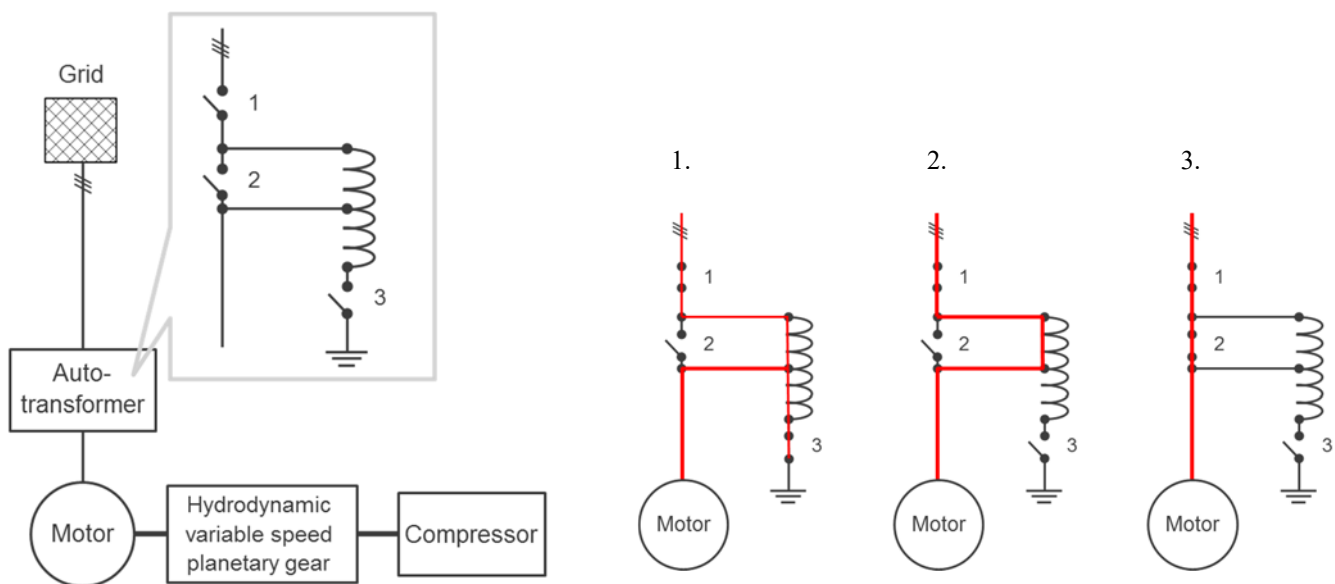 Grid
1
2
3
Auto-
transformer
Motor
Hydrodynamic
variable speed
planetary gear
Compressor
1.
1
2
3
Motor
2.
1
2
3
Motor
3.
1
2
3
Motor